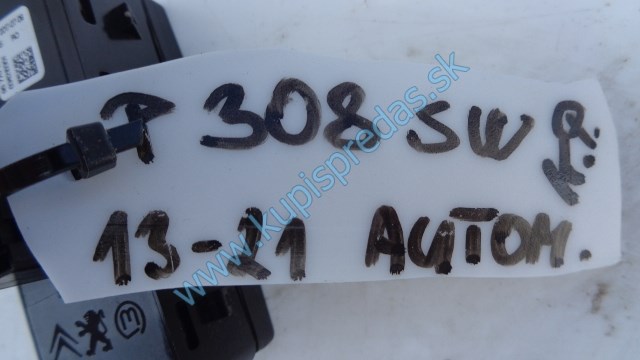 P 308 SW
13-21 AUTOM.
www.kupispredas.sk